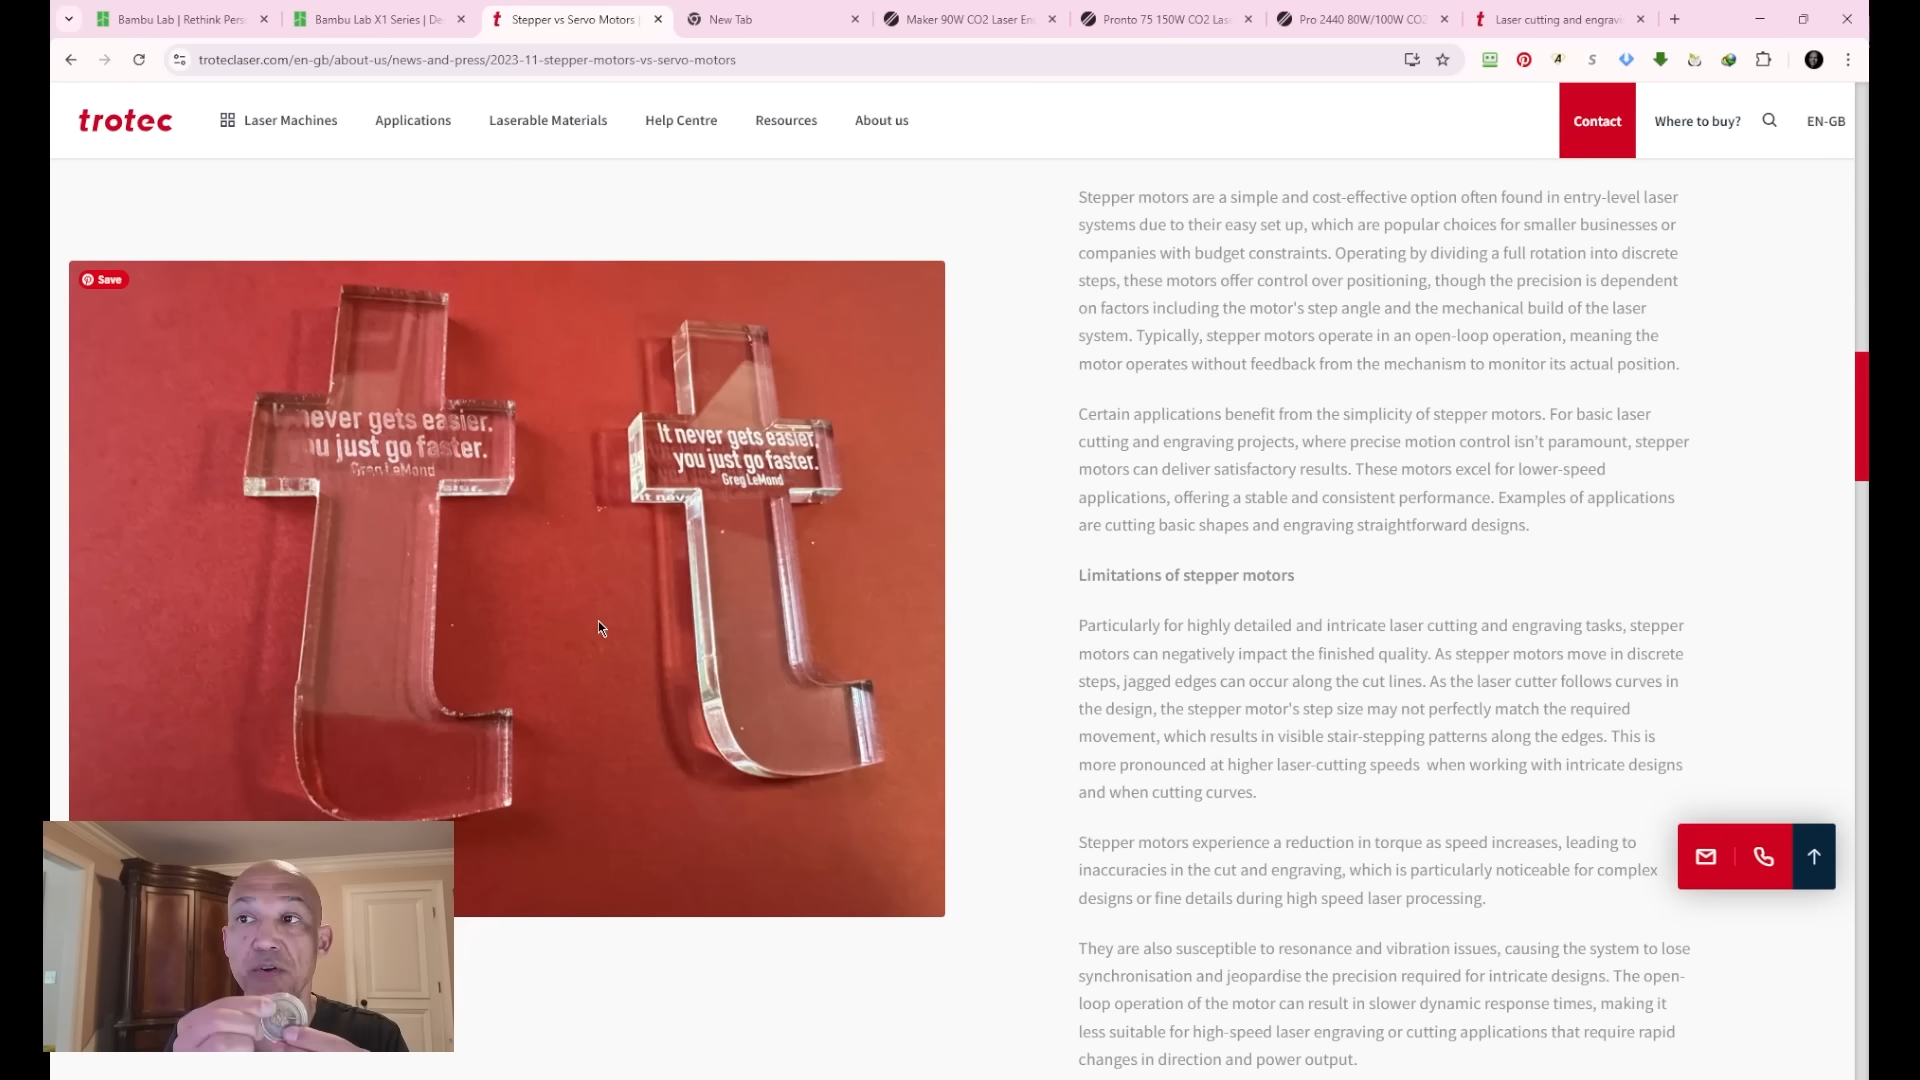 Bambu Lab | Rethink Pers
Bambu Lab X1 Series | De
Stepper vs Servo Motors |
New Tab
Maker 90W CO2 Laser En
Pronto 75 150W CO2 Las
Pro 2440 80W/100W CO2
Laser cutting and engravi
troteclaser.com/en-gb/about-us/news-and-press/2023-11-stepper-motors-vs-servo-motors
trotec
Laser Machines
Applications
Laserable Materials
Help Centre
Resources
About us
Contact
Where to buy?
EN-GB
Save
never gets easier.
u just go faster.
Greg LeMond
It never gets easier,
you just go faster.
Greg LeMond
Stepper motors are a simple and cost-effective option often found in entry-level laser
systems due to their easy set up, which are popular choices for smaller businesses or
companies with budget constraints. Operating by dividing a full rotation into discrete
steps, these motors offer control over positioning, though the precision is dependent
on factors including the motor's step angle and the mechanical build of the laser
system. Typically, stepper motors operate in an open-loop operation, meaning the
motor operates without feedback from the mechanism to monitor its actual position.
Certain applications benefit from the simplicity of stepper motors. For basic laser
cutting and engraving projects, where precise motion control isn't paramount, stepper
motors can deliver satisfactory results. These motors excel for lower-speed
applications, offering a stable and consistent performance. Examples of applications
are cutting basic shapes and engraving straightforward designs.
Limitations of stepper motors
Particularly for highly detailed and intricate laser cutting and engraving tasks, stepper
motors can negatively impact the finished quality. As stepper motors move in discrete
steps, jagged edges can occur along the cut lines. As the laser cutter follows curves in
the design, the stepper motor's step size may not perfectly match the required
movement, which results in visible stair-stepping patterns along the edges. This is
more pronounced at higher laser-cutting speeds when working with intricate designs
and when cutting curves.
Stepper motors experience a reduction in torque as speed increases, leading to
inaccuracies in the cut and engraving, which is particularly noticeable for complex
designs or fine details during high speed laser processing.
They are also susceptible to resonance and vibration issues, causing the system to lose
synchronisation and jeopardise the precision required for intricate designs. The open-
loop operation of the motor can result in slower dynamic response times, making it
less suitable for high-speed laser engraving or cutting applications that require rapid
changes in direction and power output.